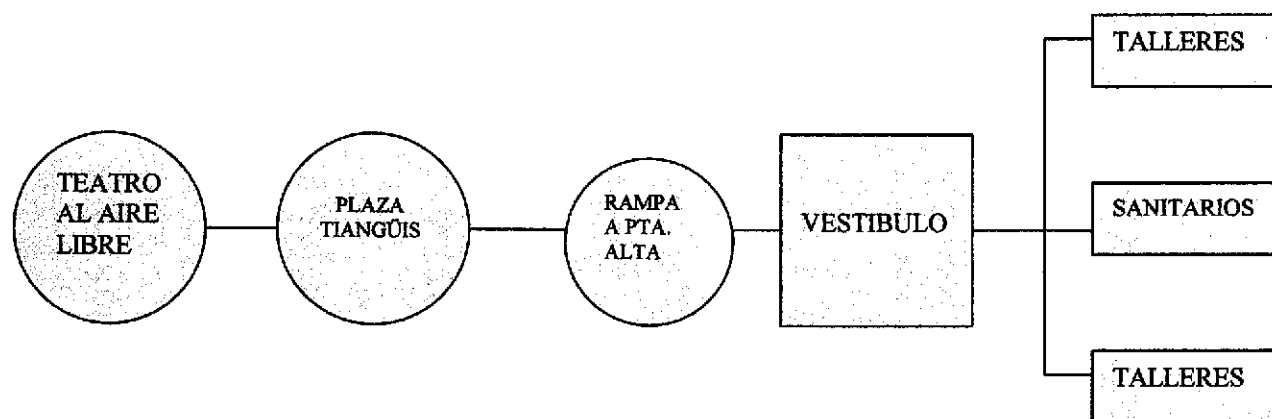 TEATRO
AL AIRE
LIBRE
PLAZA
TIANGÜIS
RAMPA
A PTA.
ALTA
VESTIBULO
TALLERES
SANITARIOS
TALLERES